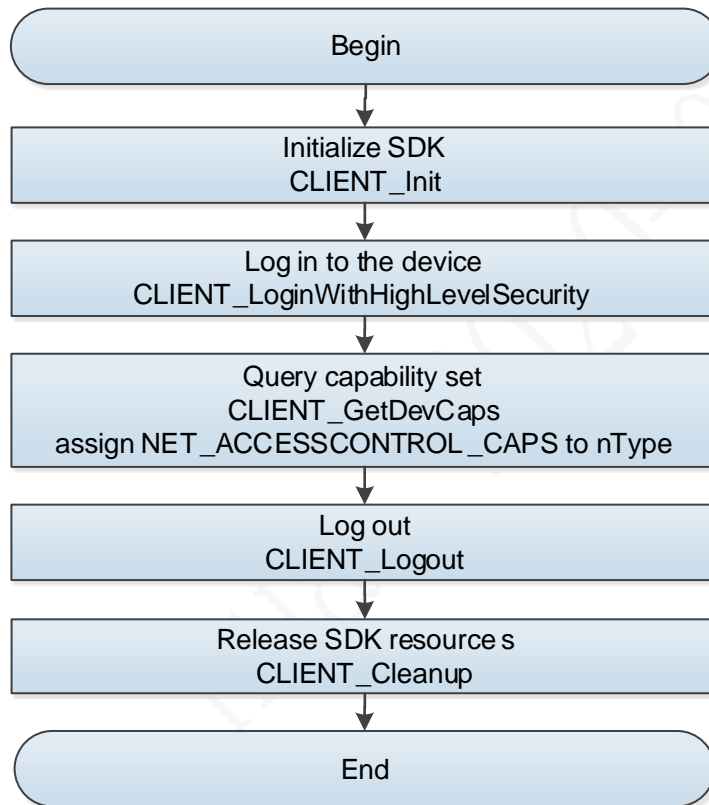 Begin
Initialize SDK
CLIENT_Init
Log in to the device
CLIENT_LoginWithHighLevelSecurity
Query capability set
CLIENT_GetDevCaps
assign NET_ACCESSCONTROL_CAPS to nType
Log out
CLIENT_Logout
Release SDK resources
CLIENT_Cleanup
End